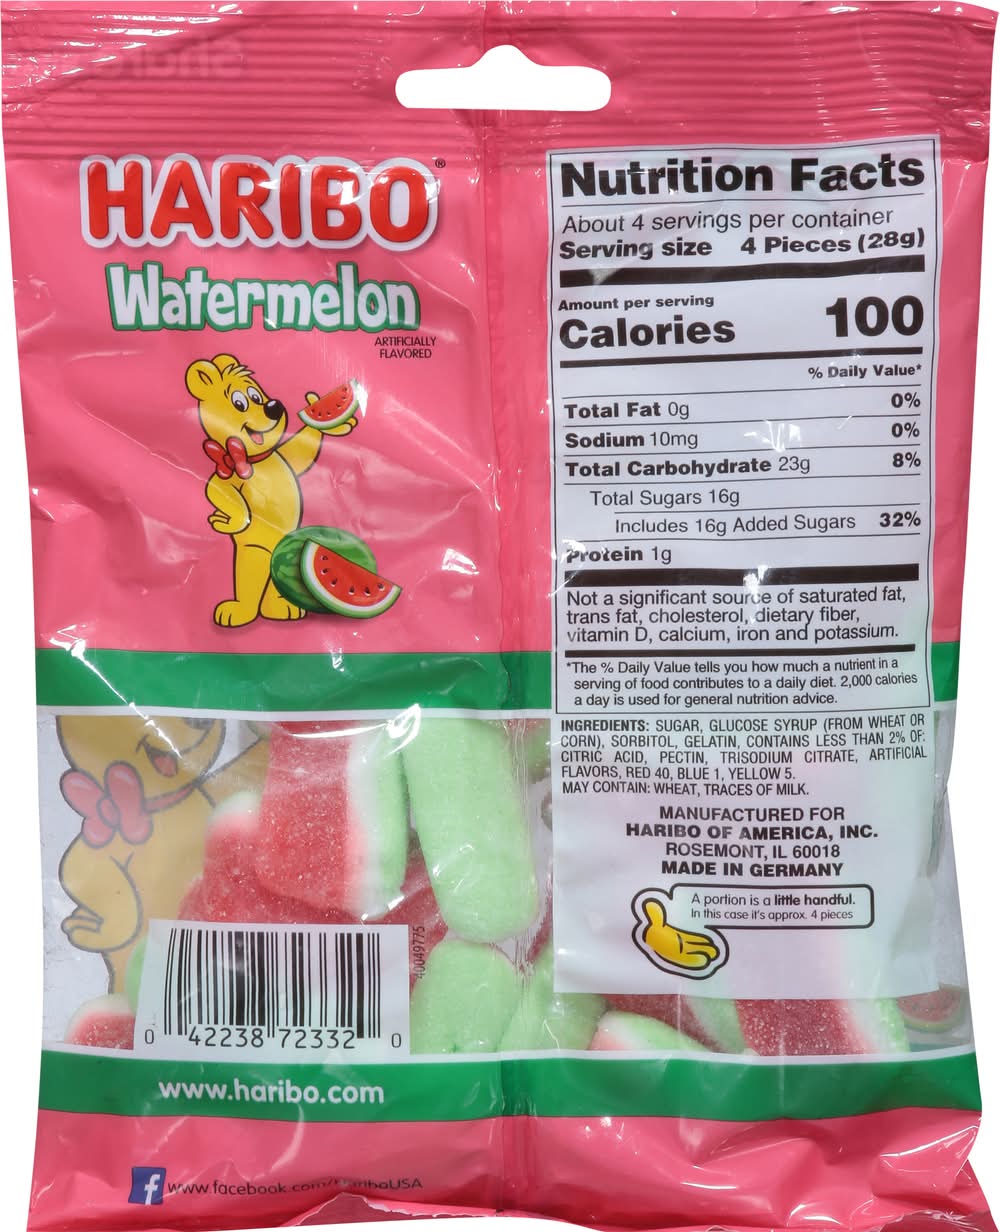 HARIBO®
Watermelon
ARTIFICIALLY
FLAVORED
Nutrition Facts
About 4 servings per container
Serving size 4 Pieces (28g)
Amount per serving
Calories 100
% Daily Value*
Total Fat 0g 0%
Sodium 10mg 0%
Total Carbohydrate 23g 8%
Total Sugars 16g
Includes 16g Added Sugars 32%
Protein 1g
Not a significant source of saturated fat,
trans fat, cholesterol, dietary fiber,
vitamin D, calcium, iron and potassium.
*The % Daily Value tells you how much a nutrient in a
serving of food contributes to a daily diet. 2,000 calories
a day is used for general nutrition advice.
INGREDIENTS: SUGAR, GLUCOSE SYRUP (FROM WHEAT OR
CORN), SORBITOL, GELATIN, CONTAINS LESS THAN 2% OF:
CITRIC ACID, PECTIN, TRISODIUM CITRATE, ARTIFICIAL
FLAVORS, RED 40, BLUE 1, YELLOW 5.
MAY CONTAIN: WHEAT, TRACES OF MILK.
MANUFACTURED FOR
HARIBO OF AMERICA, INC.
ROSEMONT, IL 60018
MADE IN GERMANY
A portion is a little handful.
In this case it's approx. 4 pieces
40049775
0 42238 72332 0
www.haribo.com
f www.facebook.com/HariboUSA